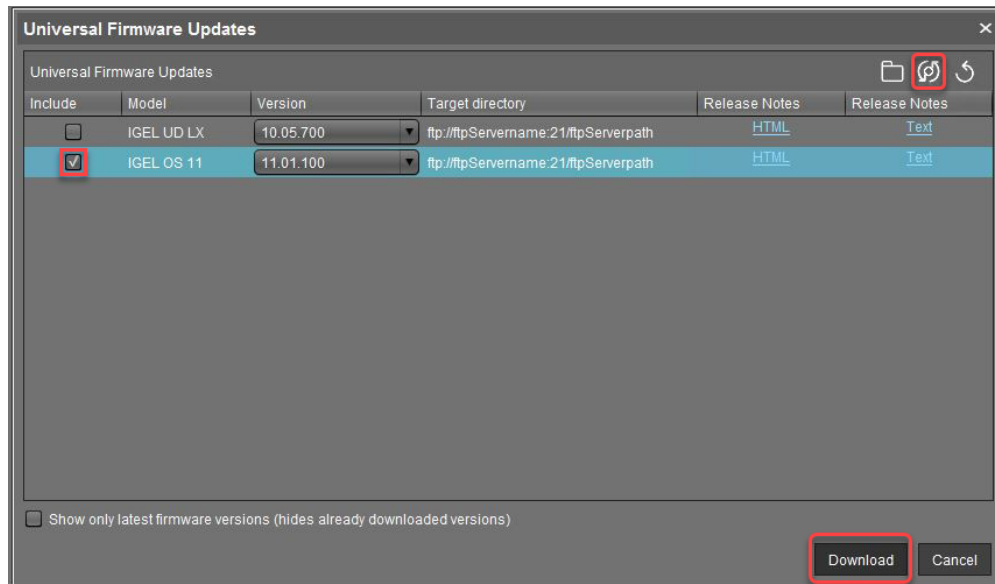 Universal Firmware Updates
Universal Firmware Updates
Include Model Version Target directory Release Notes Release Notes
IGEL UD LX 10.05.700 ftp://ftpServername:21/ftpServerpath HTML Text
IGEL OS 11 11.01.100 ftp://ftpServername:21/ftpServerpath HTML Text
Show only latest firmware versions (hides already downloaded versions)
Download Cancel